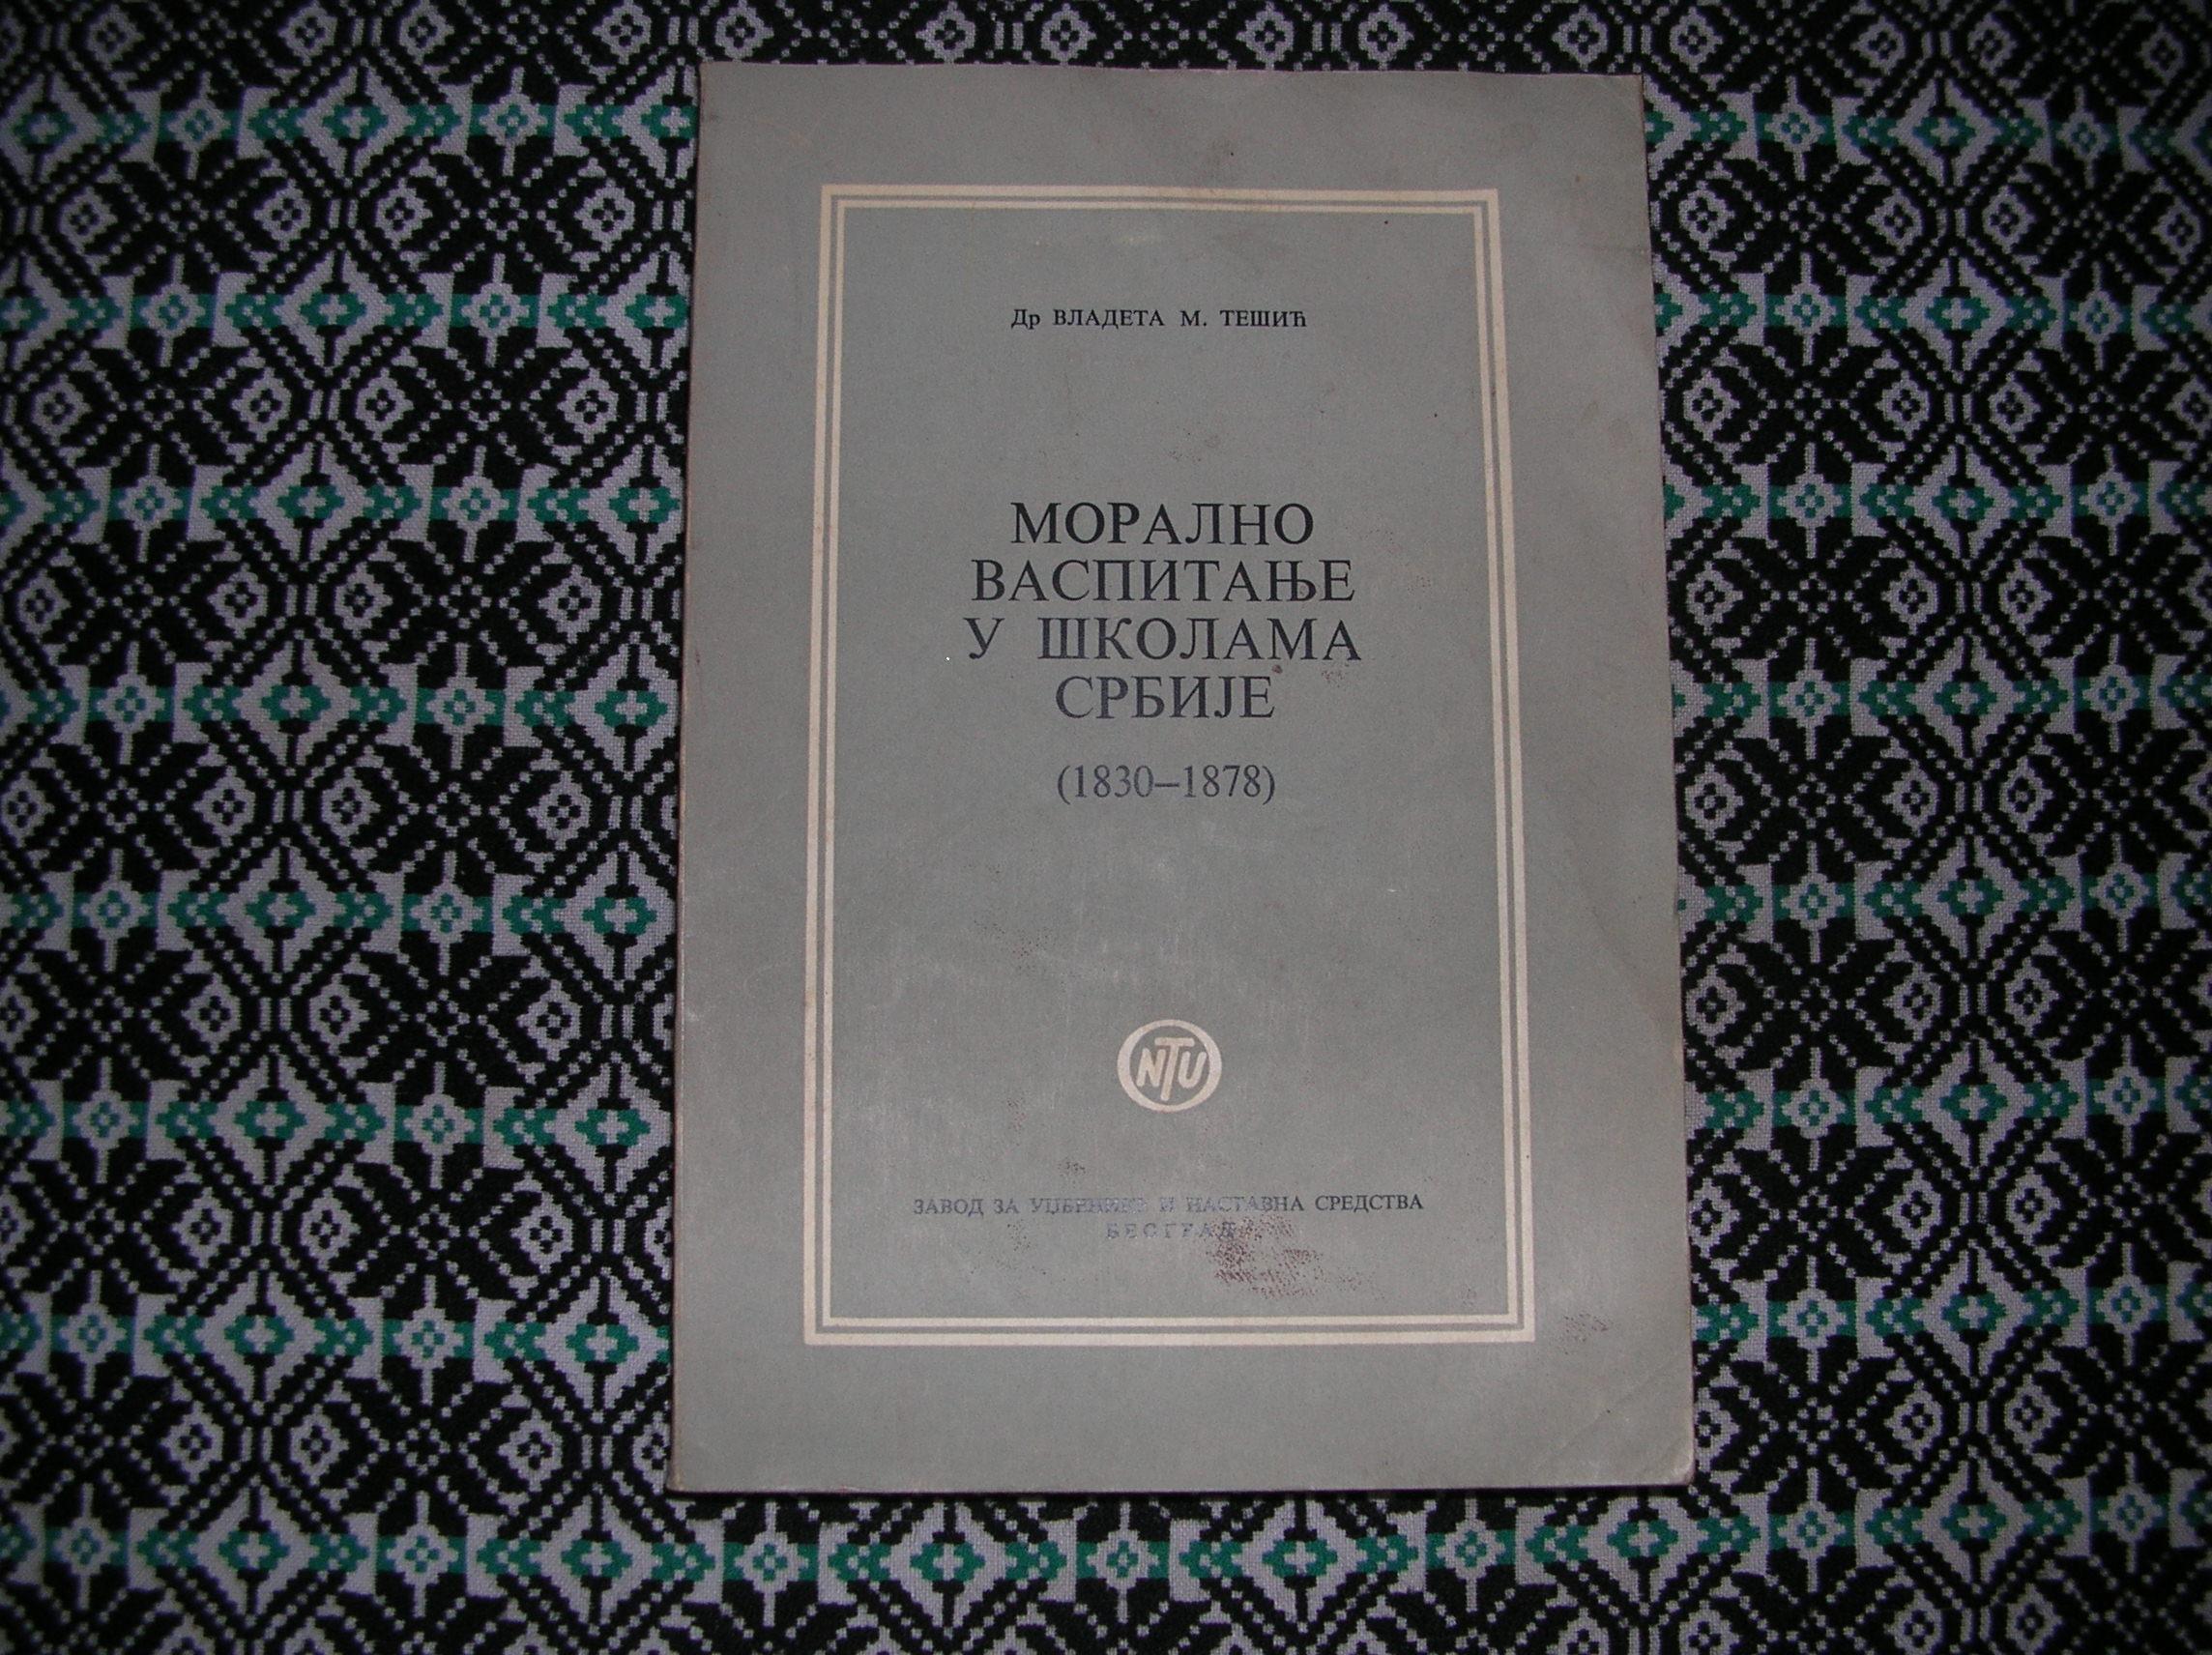 Др ВЛАДЕТА М. ТЕШИЋ
МОРАЛНО
ВАСПИТАЊЕ
У ШКОЛАМА
СРБИЈЕ
(1830–1878)
NTU
ЗАВОД ЗА УЏБЕНИКЕ И НАСТАВНА СРЕДСТВА
БЕОГРАД